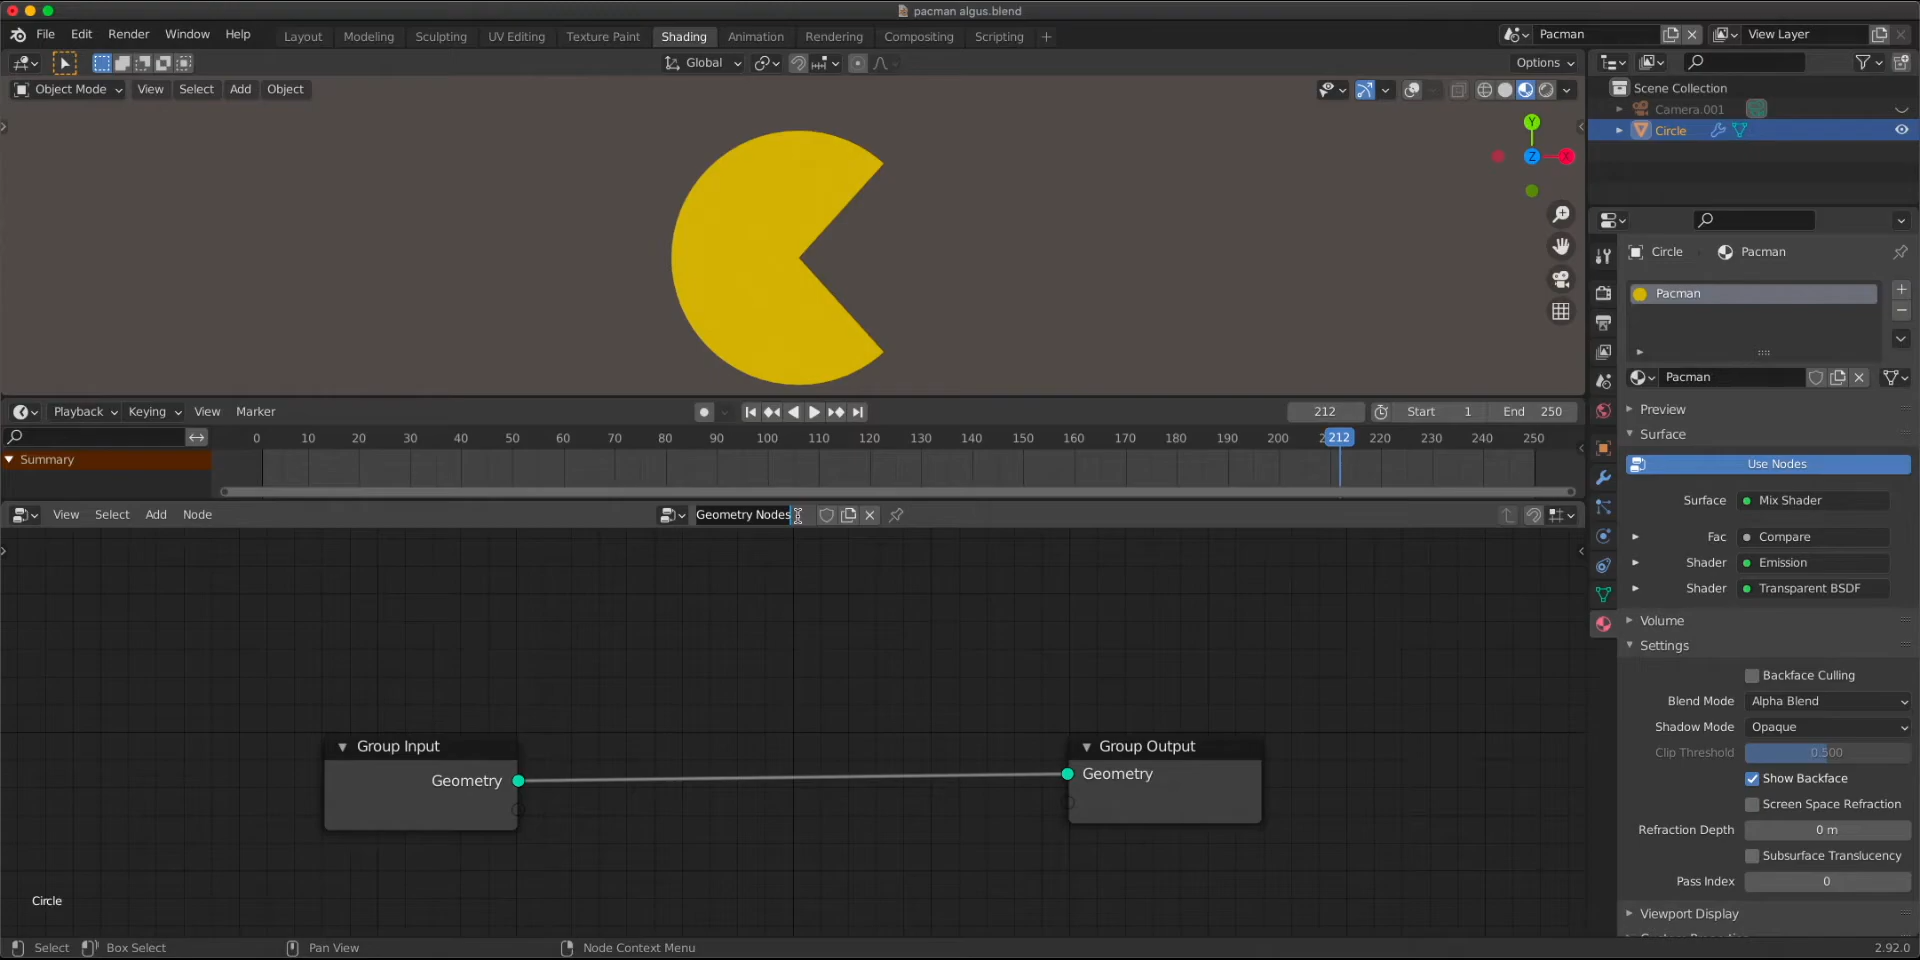 pacman algus.blend
File Edit Render Window Help
Layout Modeling Sculpting UV Editing Texture Paint Shading Animation Rendering Compositing Scripting
Pacman
View Layer
Global
Options
Object Mode View Select Add Object
Scene Collection
Camera.001
Circle
Y
X
Z
Circle Pacman
Pacman
Pacman
Playback Keying View Marker
212 Start 1 End 250
0 10 20 30 40 50 60 70 80 90 100 110 120 130 140 150 160 170 180 190 200 212 220 230 240 250
Summary
View Select Add Node
Geometry Nodes
Preview
Surface
Use Nodes
Surface Mix Shader
Fac Compare
Shader Emission
Shader Transparent BSDF
Volume
Settings
Backface Culling
Blend Mode Alpha Blend
Shadow Mode Opaque
Clip Threshold 0.500
Show Backface
Screen Space Refraction
Refraction Depth 0 m
Subsurface Translucency
Pass Index 0
Viewport Display
Group Input
Geometry
Group Output
Geometry
Circle
Select Box Select Pan View Node Context Menu
2.92.0